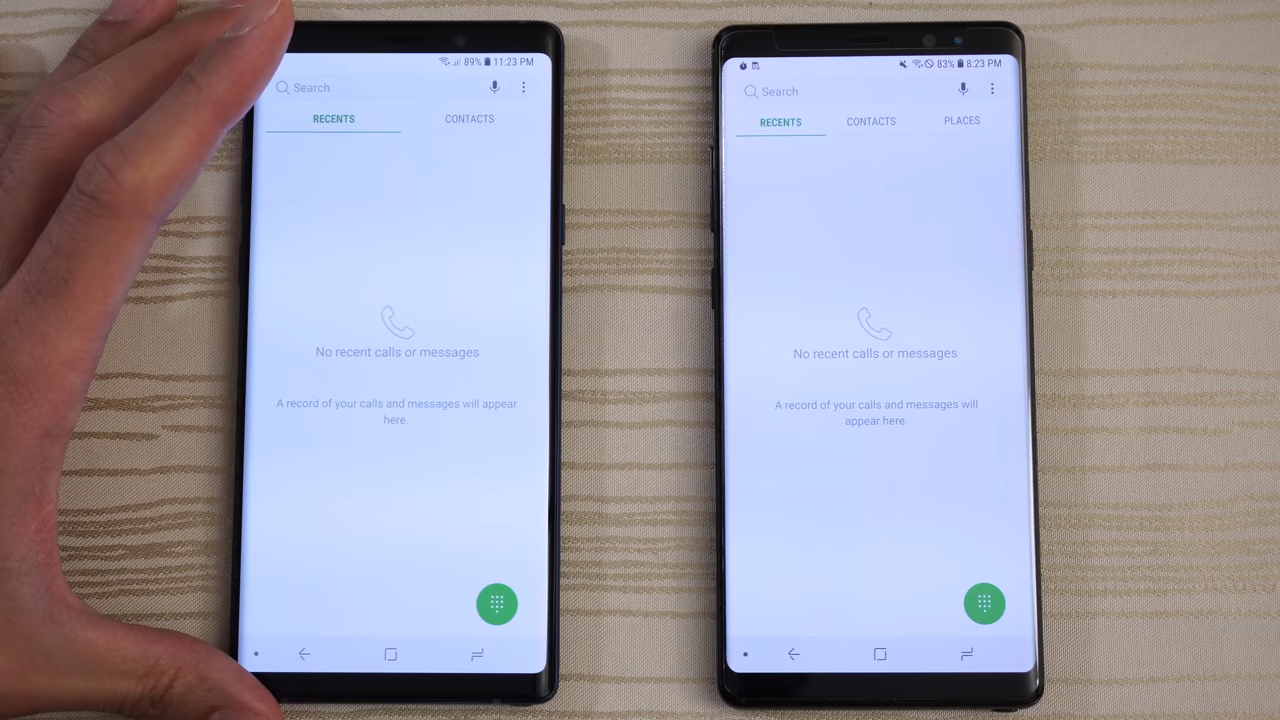 89% 11:23 PM
Search
RECENTS CONTACTS
No recent calls or messages
A record of your calls and messages will appear
here.
83% 8:23 PM
Search
RECENTS CONTACTS PLACES
No recent calls or messages
A record of your calls and messages will
appear here.